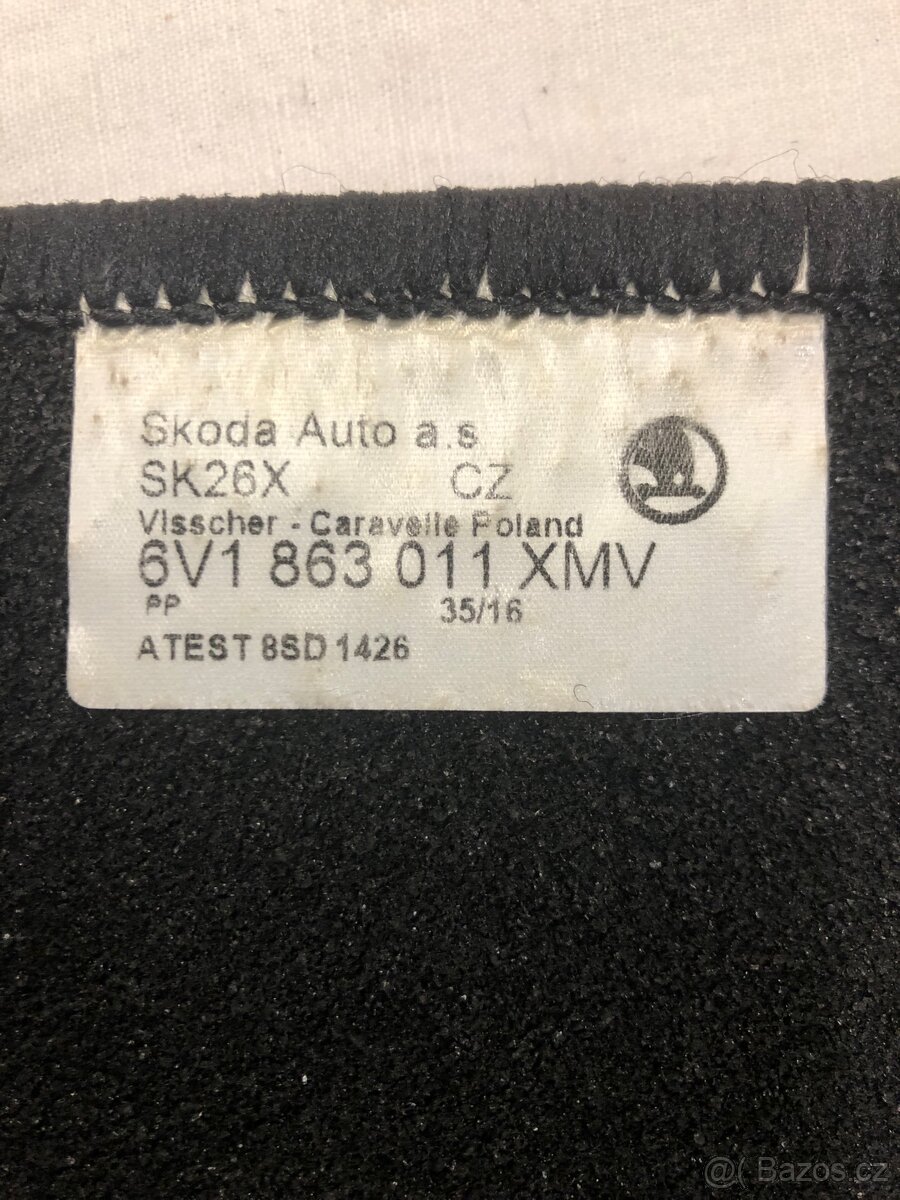 Skoda Auto a.s
SK26X CZ
Visscher - Caravelle Poland
6V1 863 011 XMV
PP 35/16
ATEST 8SD 1426
@( Bazos.cz